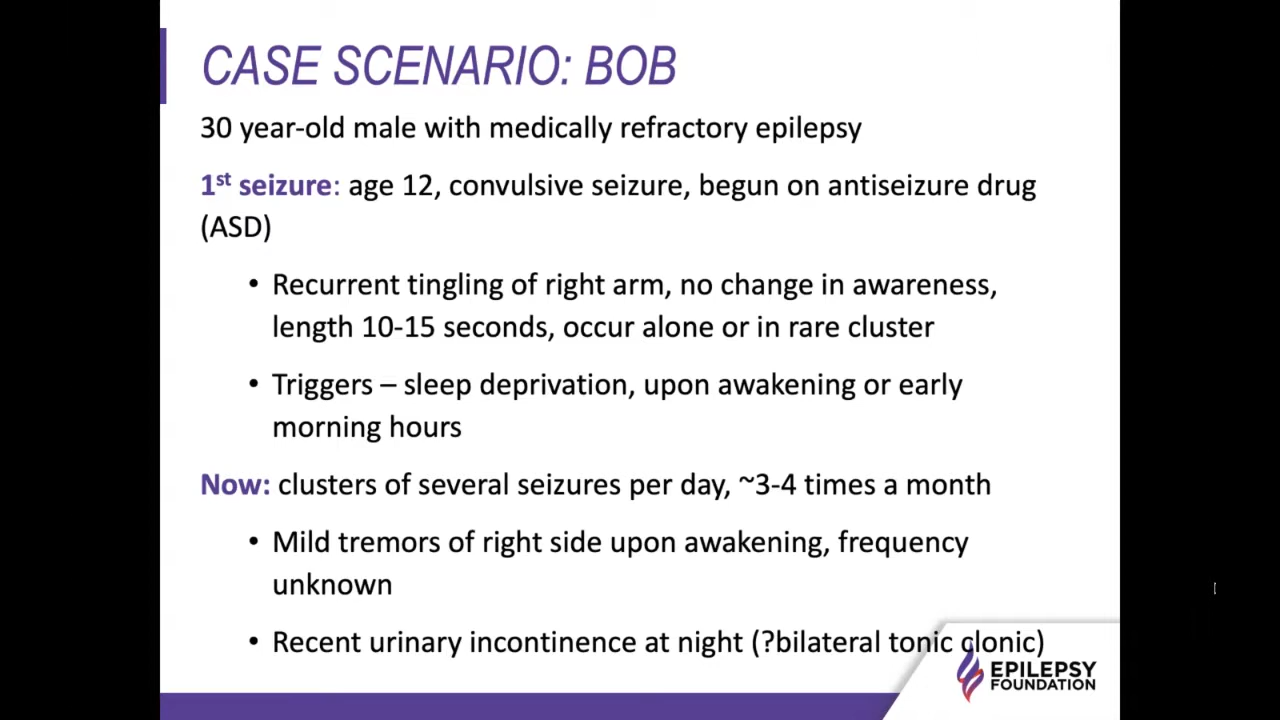 CASE SCENARIO: BOB
30 year-old male with medically refractory epilepsy
1st seizure: age 12, convulsive seizure, begun on antiseizure drug
(ASD)
• Recurrent tingling of right arm, no change in awareness,
length 10-15 seconds, occur alone or in rare cluster
• Triggers – sleep deprivation, upon awakening or early
morning hours
Now: clusters of several seizures per day, ~3-4 times a month
• Mild tremors of right side upon awakening, frequency
unknown
• Recent urinary incontinence at night (?bilateral tonic clonic)
EPILEPSY
FOUNDATION